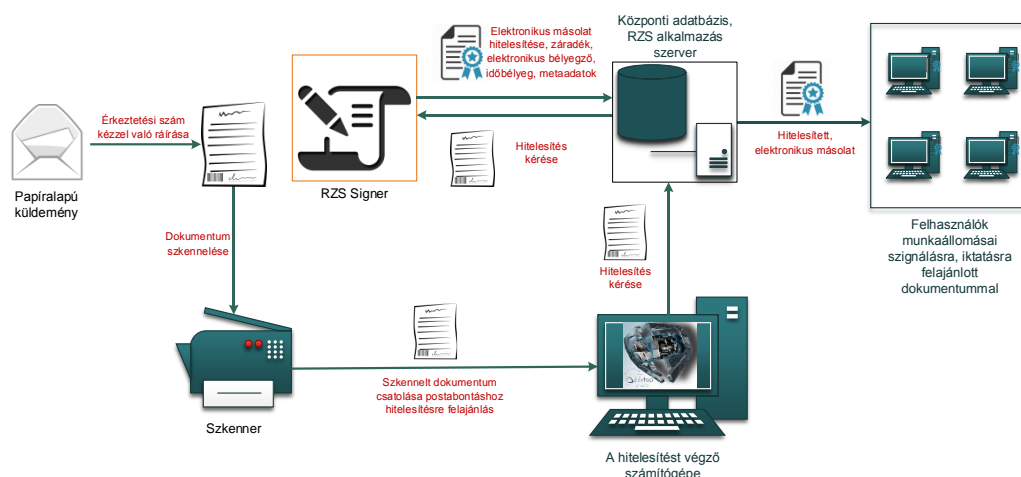 Elektronikus másolat
hitelesítése, záradék,
elektronikus bélyegző,
időbélyeg, metaadatok
Központi adatbázis,
RZS alkalmazás
szerver
Érkeztetési szám
kézzel való ráírása
Hitelesítés
kérése
Hitelesített,
elektronikus másolat
Papíralapú
küldemény
RZS Signer
Dokumentum
szkennelése
Hitelesítés
kérése
Felhasználók
munkaállomásai
szignálásra, iktatásra
felajánlott
dokumentummal
Szkennelt dokumentum
csatolása postabontáshoz
hitelesítésre felajánlás
Szkenner
A hitelesítést végző
számítógépe